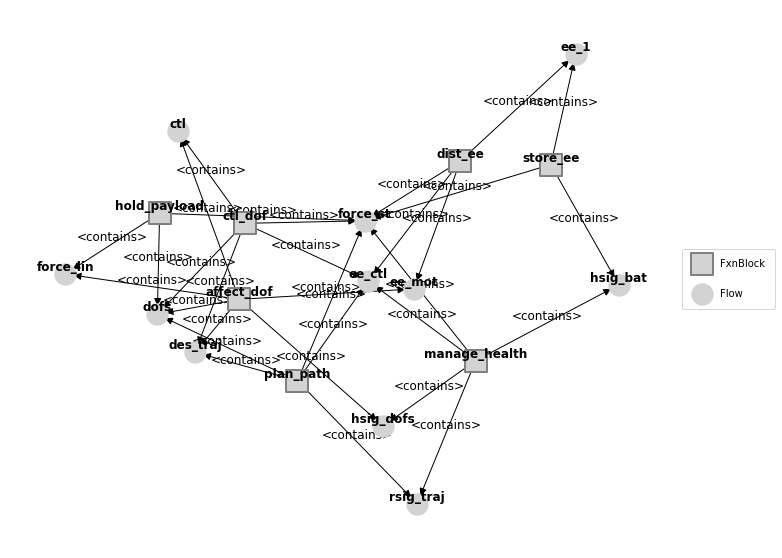 ee_1
<contains>
<contains>
ctl
dist_ee
store_ee
<contains>
<contains>
<contains>
hold_payload
<contains>
<contains>
ctl_dof
<contains>
force_st
<contains>
<contains>
<contains>
<contains>
<contains>
<contains>
<contains>
force_lin
ee_ctl
hsig_bat
<contains>
<contains>
ee_mot
<contains>
<contains>
affect_dof
<contains>
<contains>
dofs
<contains>
<contains>
<contains>
<contains>
<contains>
des_traj
manage_health
<contains>
<contains>
plan_path
<contains>
hsig_dofs
<contains>
<contains>
rsig_traj
FxnBlock
Flow